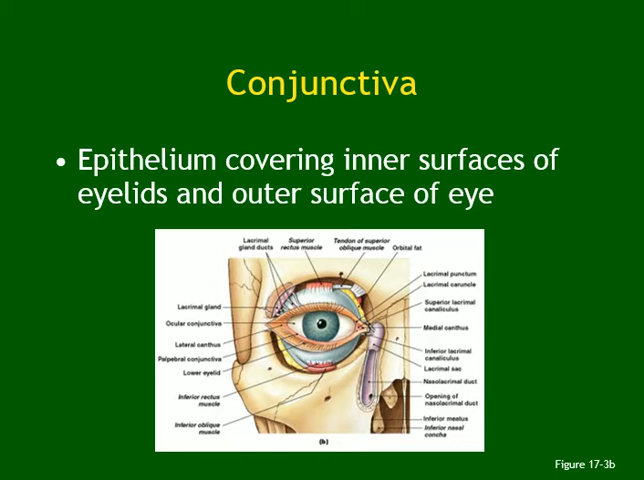 Conjunctiva
• Epithelium covering inner surfaces of
eyelids and outer surface of eye
Lacrimal
gland ducts
Superior
rectus muscle
Tendon of superior
oblique muscle
Orbital fat
Lacrimal gland
Ocular conjunctiva
Lateral canthus
Palpebral conjunctiva
Lower eyelid
Inferior rectus
muscle
Inferior oblique
muscle
Lacrimal punctum
Lacrimal caruncle
Superior lacrimal
canaliculus
Medial canthus
Inferior lacrimal
canaliculus
Lacrimal sac
Nasolacrimal duct
Opening of
nasolacrimal duct
Inferior meatus
Inferior nasal
concha
(b)
Figure 17-3b